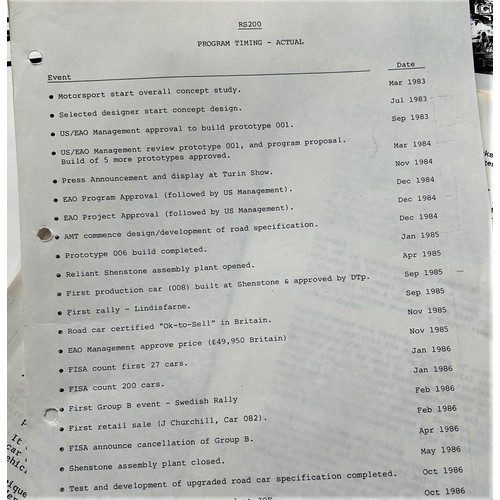 RS200
PROGRAM TIMING - ACTUAL
Event Date
• Motorsport start overall concept study. Mar 1983
• Selected designer start concept design. Jul 1983
• US/EAO Management approval to build prototype 001. Sep 1983
• US/EAO Management review prototype 001, and program proposal.
Build of 5 more prototypes approved. Mar 1984
• Press Announcement and display at Turin Show. Nov 1984
• EAO Program Approval (followed by US Management). Dec 1984
• EAO Project Approval (followed by US Management). Dec 1984
• AMT commence design/development of road specification. Dec 1984
• Prototype 006 build completed. Jan 1985
• Reliant Shenstone assembly plant opened. Apr 1985
• First production car (008) built at Shenstone & approved by DTp. Sep 1985
• First rally - Lindisfarne. Sep 1985
• Road car certified "Ok-to-Sell" in Britain. Nov 1985
• EAO Management approve price (£49,950 Britain) Nov 1985
• FISA count first 27 cars. Jan 1986
• FISA count 200 cars. Jan 1986
• First Group B event - Swedish Rally Feb 1986
• First retail sale (J Churchill, Car 082). Feb 1986
• FISA announce cancellation of Group B. Apr 1986
• Shenstone assembly plant closed. May 1986
• Test and development of upgraded road car specification completed. Oct 1986
Oct 1986
It
car